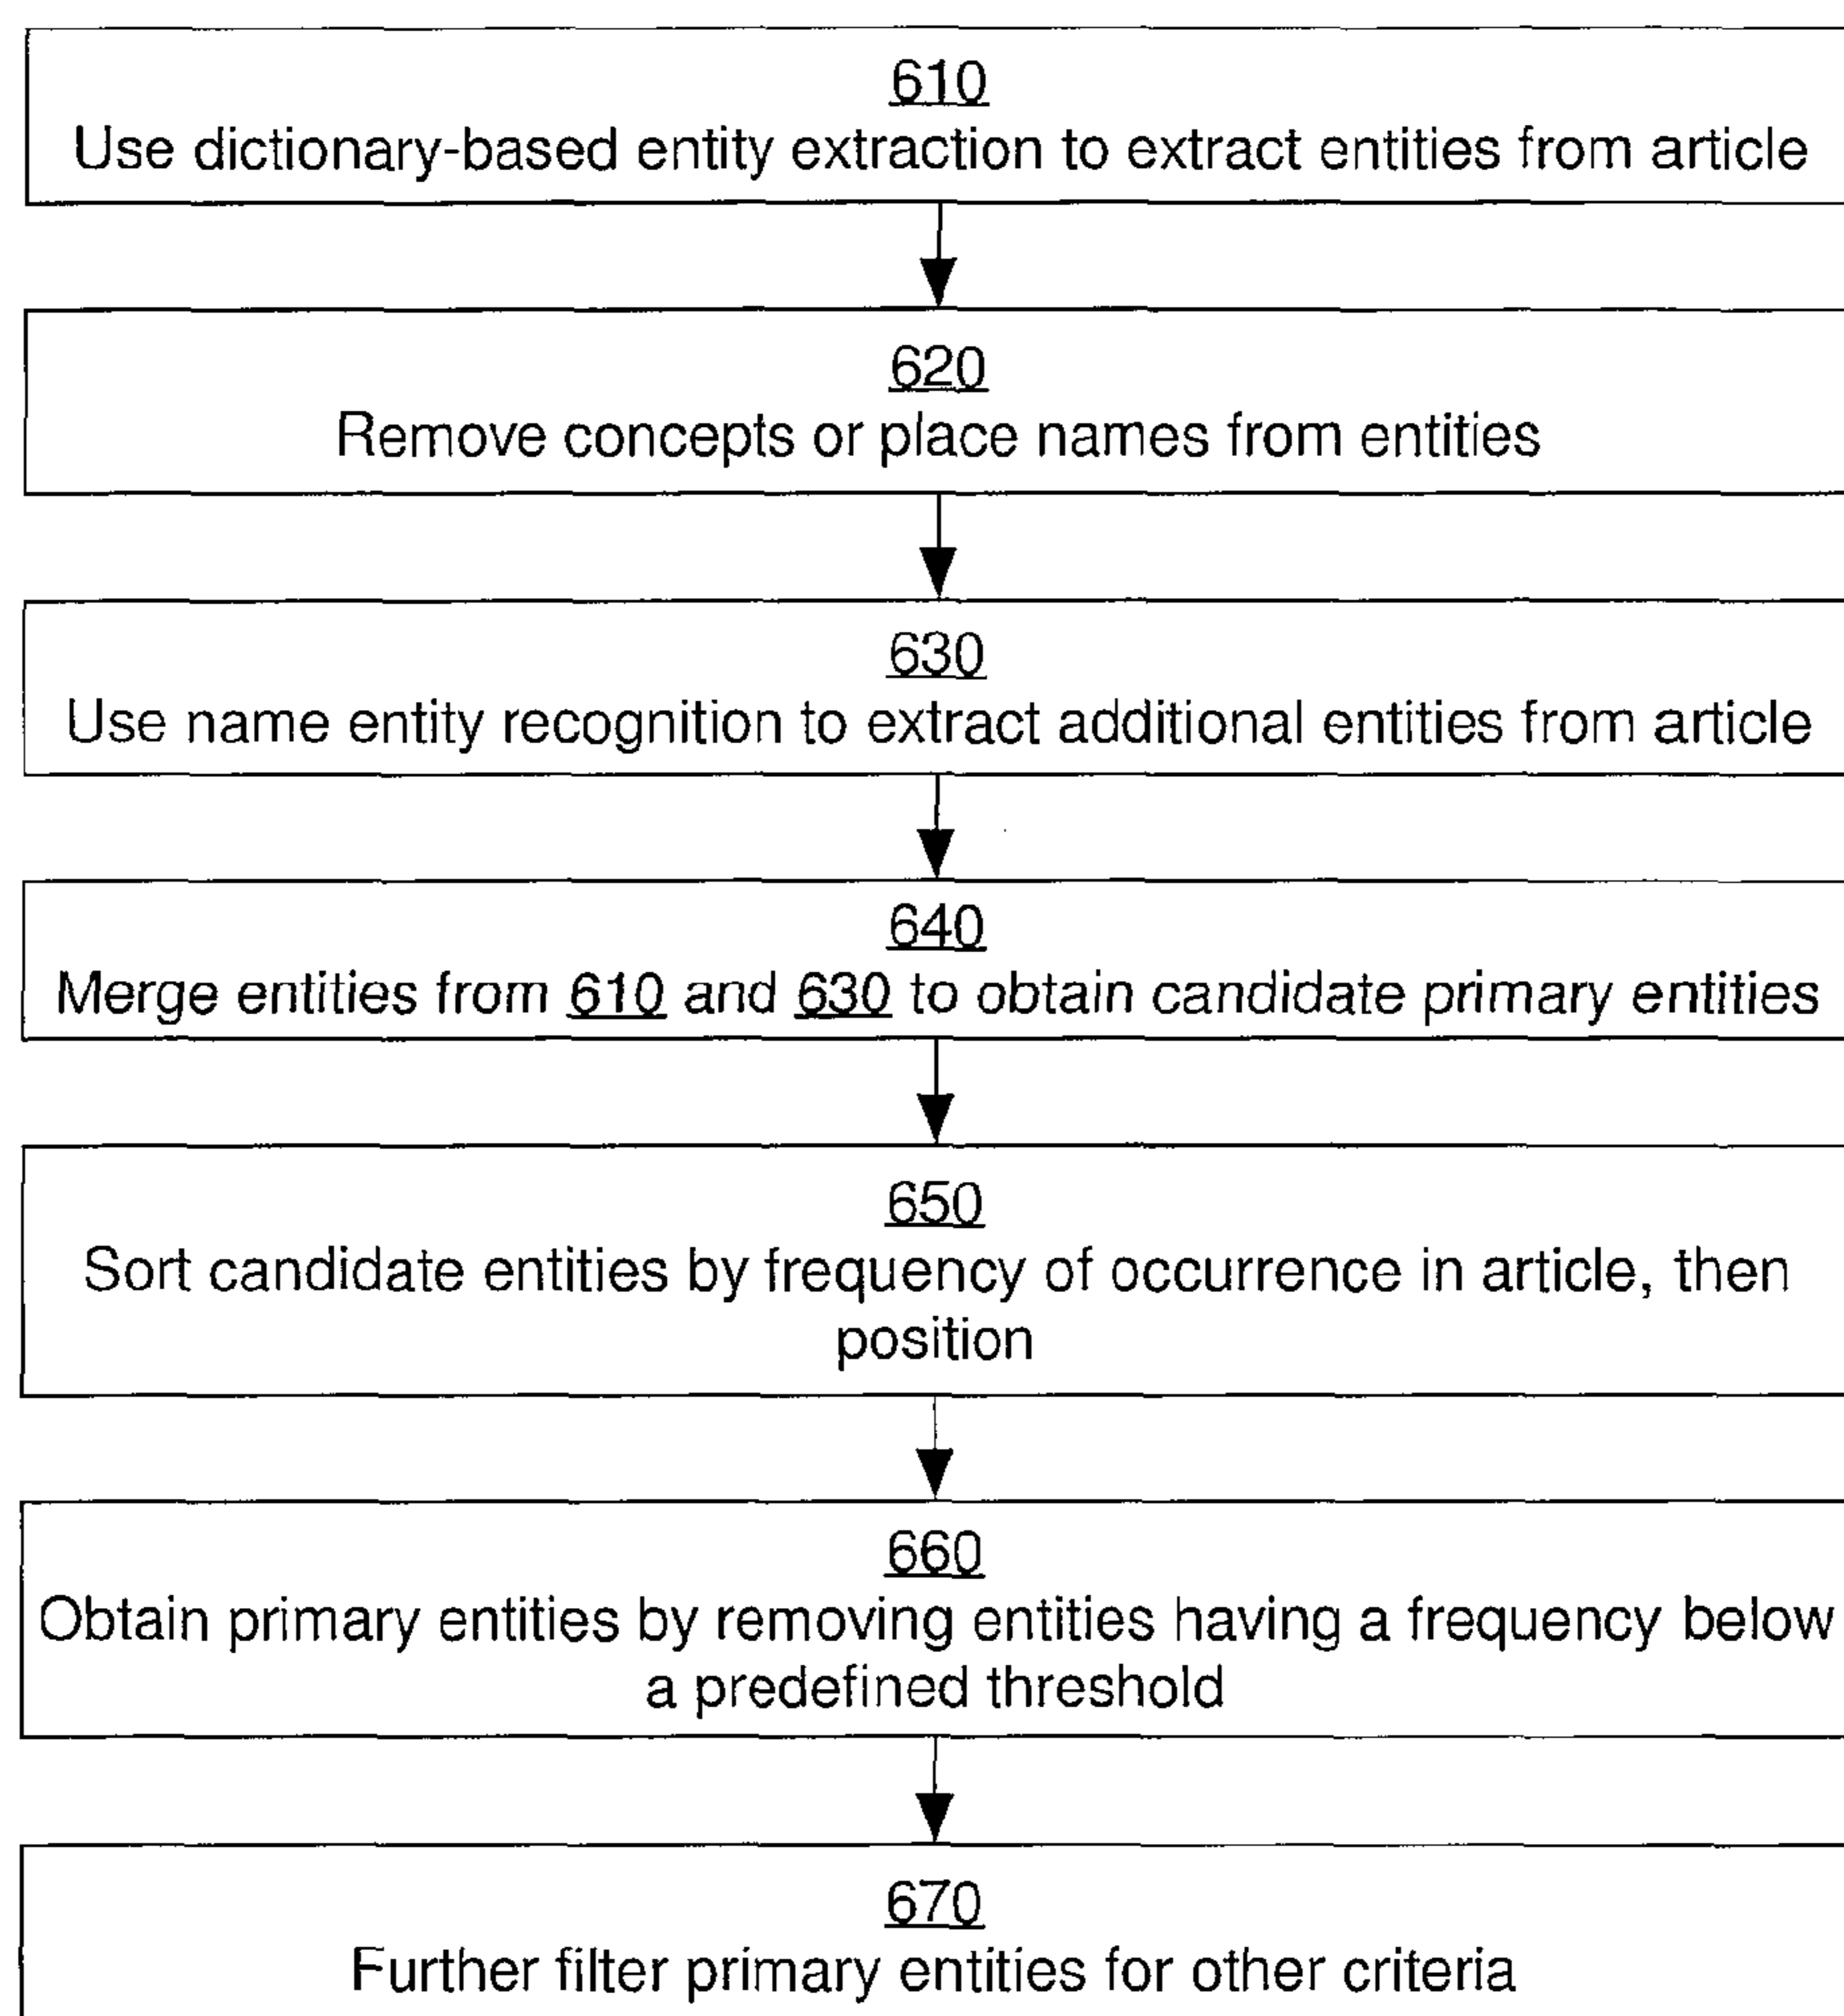 610
Use dictionary-based entity extraction to extract entities from article
620
Remove concepts or place names from entities
630
Use name entity recognition to extract additional entities from article
640
Merge entities from 610 and 630 to obtain candidate primary entities
650
Sort candidate entities by frequency of occurrence in article, then
position
660
Obtain primary entities by removing entities having a frequency below
a predefined threshold
670
Further filter primary entities for other criteria